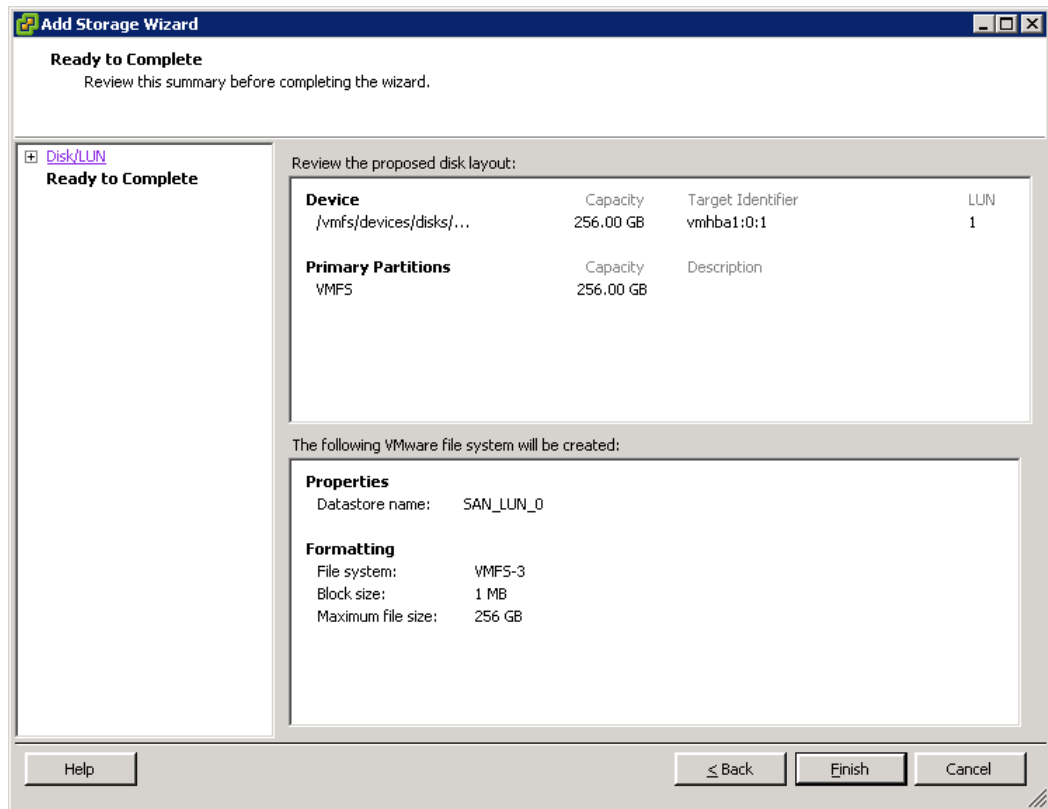 Add Storage Wizard
Ready to Complete
Review this summary before completing the wizard.
Disk/LUN
Ready to Complete
Review the proposed disk layout:
Device Capacity Target Identifier LUN
/vmfs/devices/disks/... 256.00 GB vmhba1:0:1 1
Primary Partitions Capacity Description
VMFS 256.00 GB
The following VMware file system will be created:
Properties
Datastore name: SAN_LUN_0
Formatting
File system: VMFS-3
Block size: 1 MB
Maximum file size: 256 GB
Help < Back Finish Cancel